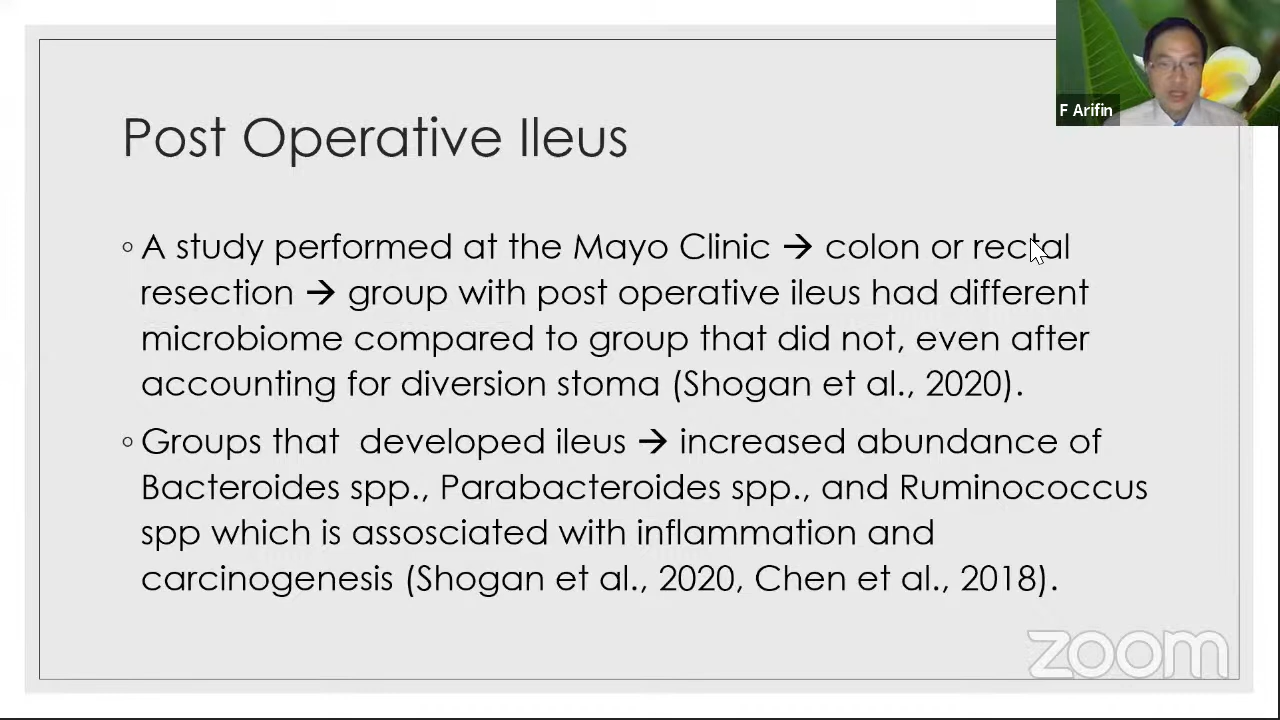 Post Operative Ileus
F Arifin
◦ A study performed at the Mayo Clinic → colon or rectal
resection → group with post operative ileus had different
microbiome compared to group that did not, even after
accounting for diversion stoma (Shogan et al., 2020).
◦ Groups that  developed ileus → increased abundance of
Bacteroides spp., Parabacteroides spp., and Ruminococcus
spp which is assosciated with inflammation and
carcinogenesis (Shogan et al., 2020, Chen et al., 2018).
zoom